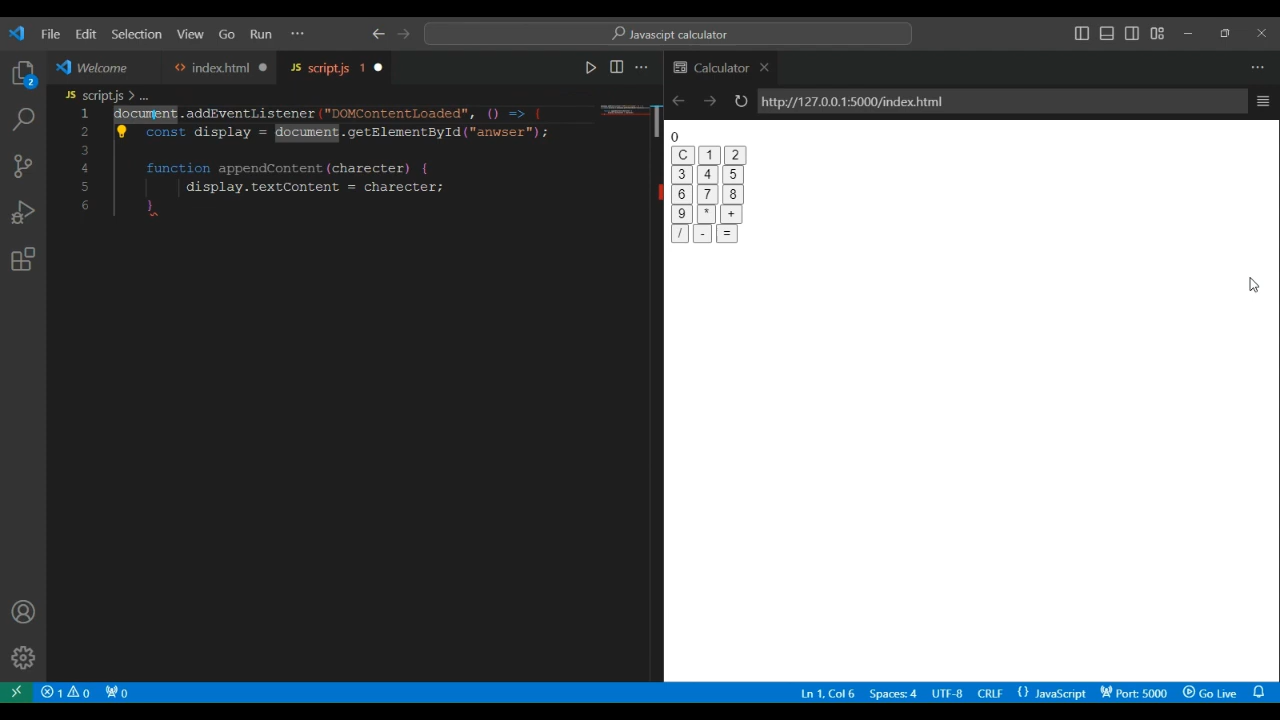 File Edit Selection View Go Run ··· Javascipt calculator
Welcome index.html JS script.js 1 ··· Calculator ···
JS script.js > ...
http://127.0.0.1:5000/index.html
1 document.addEventListener("DOMContentLoaded", () => {
2 const display = document.getElementById("anwser");
3
4 function appendContent(charecter) {
5 display.textContent = charecter;
6 }
0
C 1 2
3 4 5
6 7 8
9 * +
/ - =
2
1 0 0 Ln 1, Col 6 Spaces: 4 UTF-8 CRLF {} JavaScript Port: 5000 Go Live